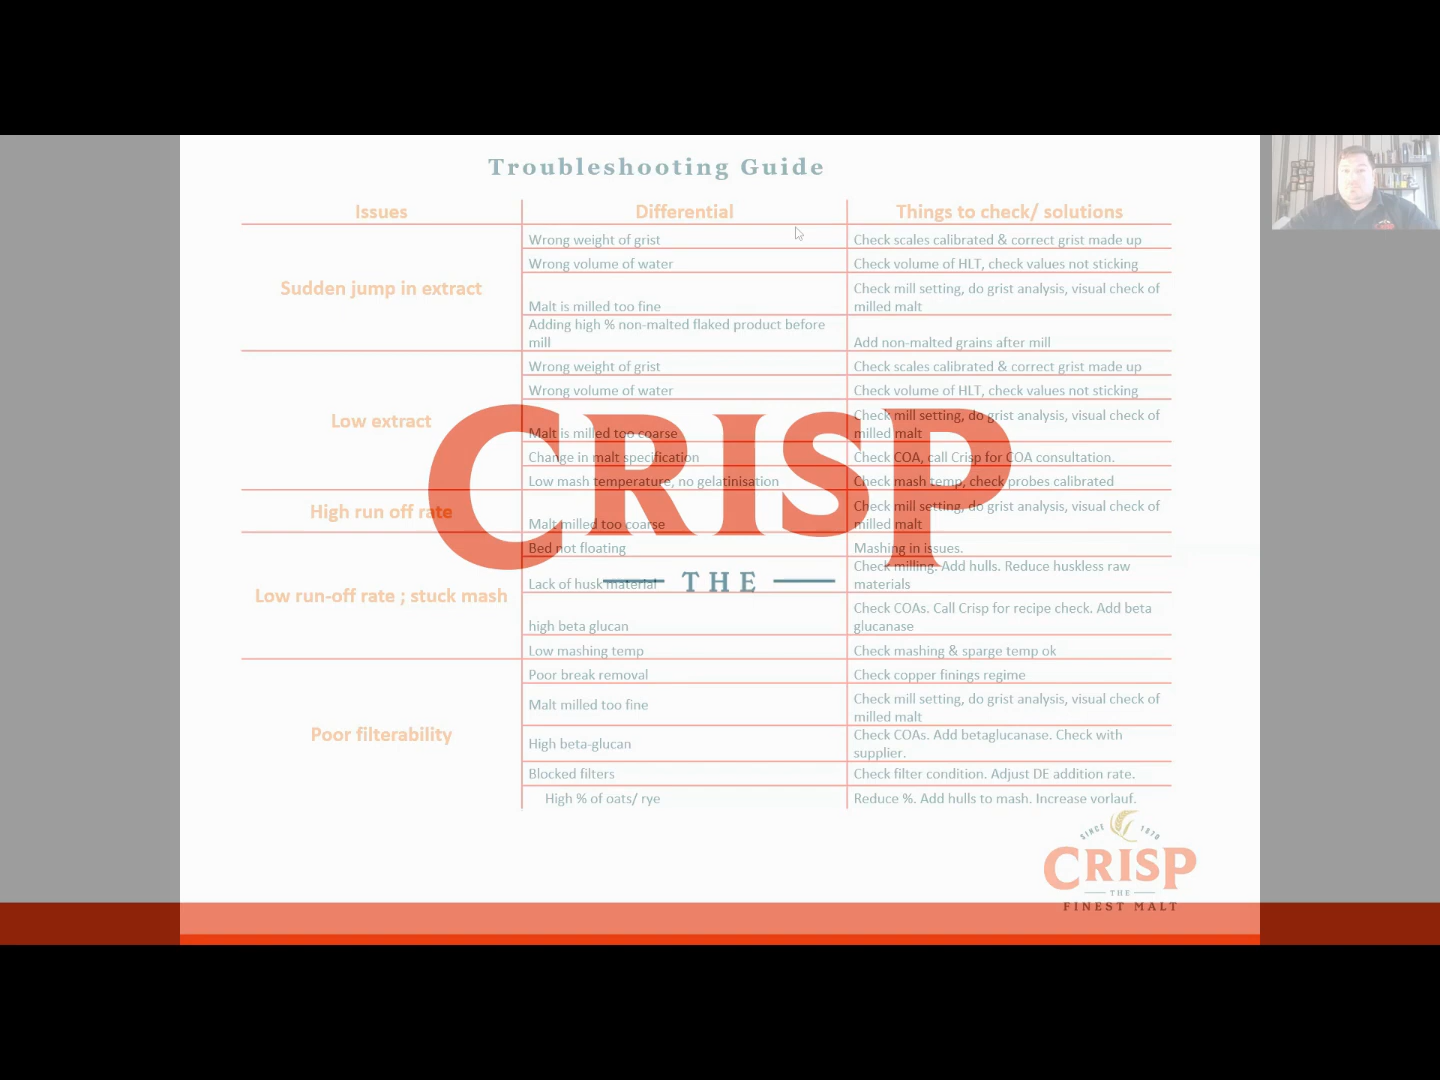 Troubleshooting Guide
Issues
Differential
Things to check/ solutions
Sudden jump in extract
Wrong weight of grist
Check scales calibrated & correct grist made up
Wrong volume of water
Check volume of HLT, check values not sticking
Malt is milled too fine
Check mill setting, do grist analysis, visual check of
milled malt
Adding high % non-malted flaked product before
mill
Add non-malted grains after mill
Low extract
Wrong weight of grist
Check scales calibrated & correct grist made up
Wrong volume of water
Check volume of HLT, check values not sticking
Malt is milled too coarse
Check mill setting, do grist analysis, visual check of
milled malt
Change in malt specification
Check COA, call Crisp for COA consultation.
Low mash temperature, no gelatinisation
Check mash temp, check probes calibrated
High run off rate
Malt milled too coarse
Check mill setting, do grist analysis, visual check of
milled malt
Low run-off rate ; stuck mash
Bed not floating
Mashing in issues.
Lack of husk material
Check milling. Add hulls. Reduce huskless raw
materials
high beta glucan
Check COAs. Call Crisp for recipe check. Add beta
glucanase
Low mashing temp
Check mashing & sparge temp ok
Poor filterability
Poor break removal
Check copper finings regime
Malt milled too fine
Check mill setting, do grist analysis, visual check of
milled malt
High beta-glucan
Check COAs. Add betaglucanase. Check with
supplier.
Blocked filters
Check filter condition. Adjust DE addition rate.
High % of oats/ rye
Reduce %. Add hulls to mash. Increase vorlauf.
CRISP
THE
SINCE 1870
CRISP
THE
FINEST MALT